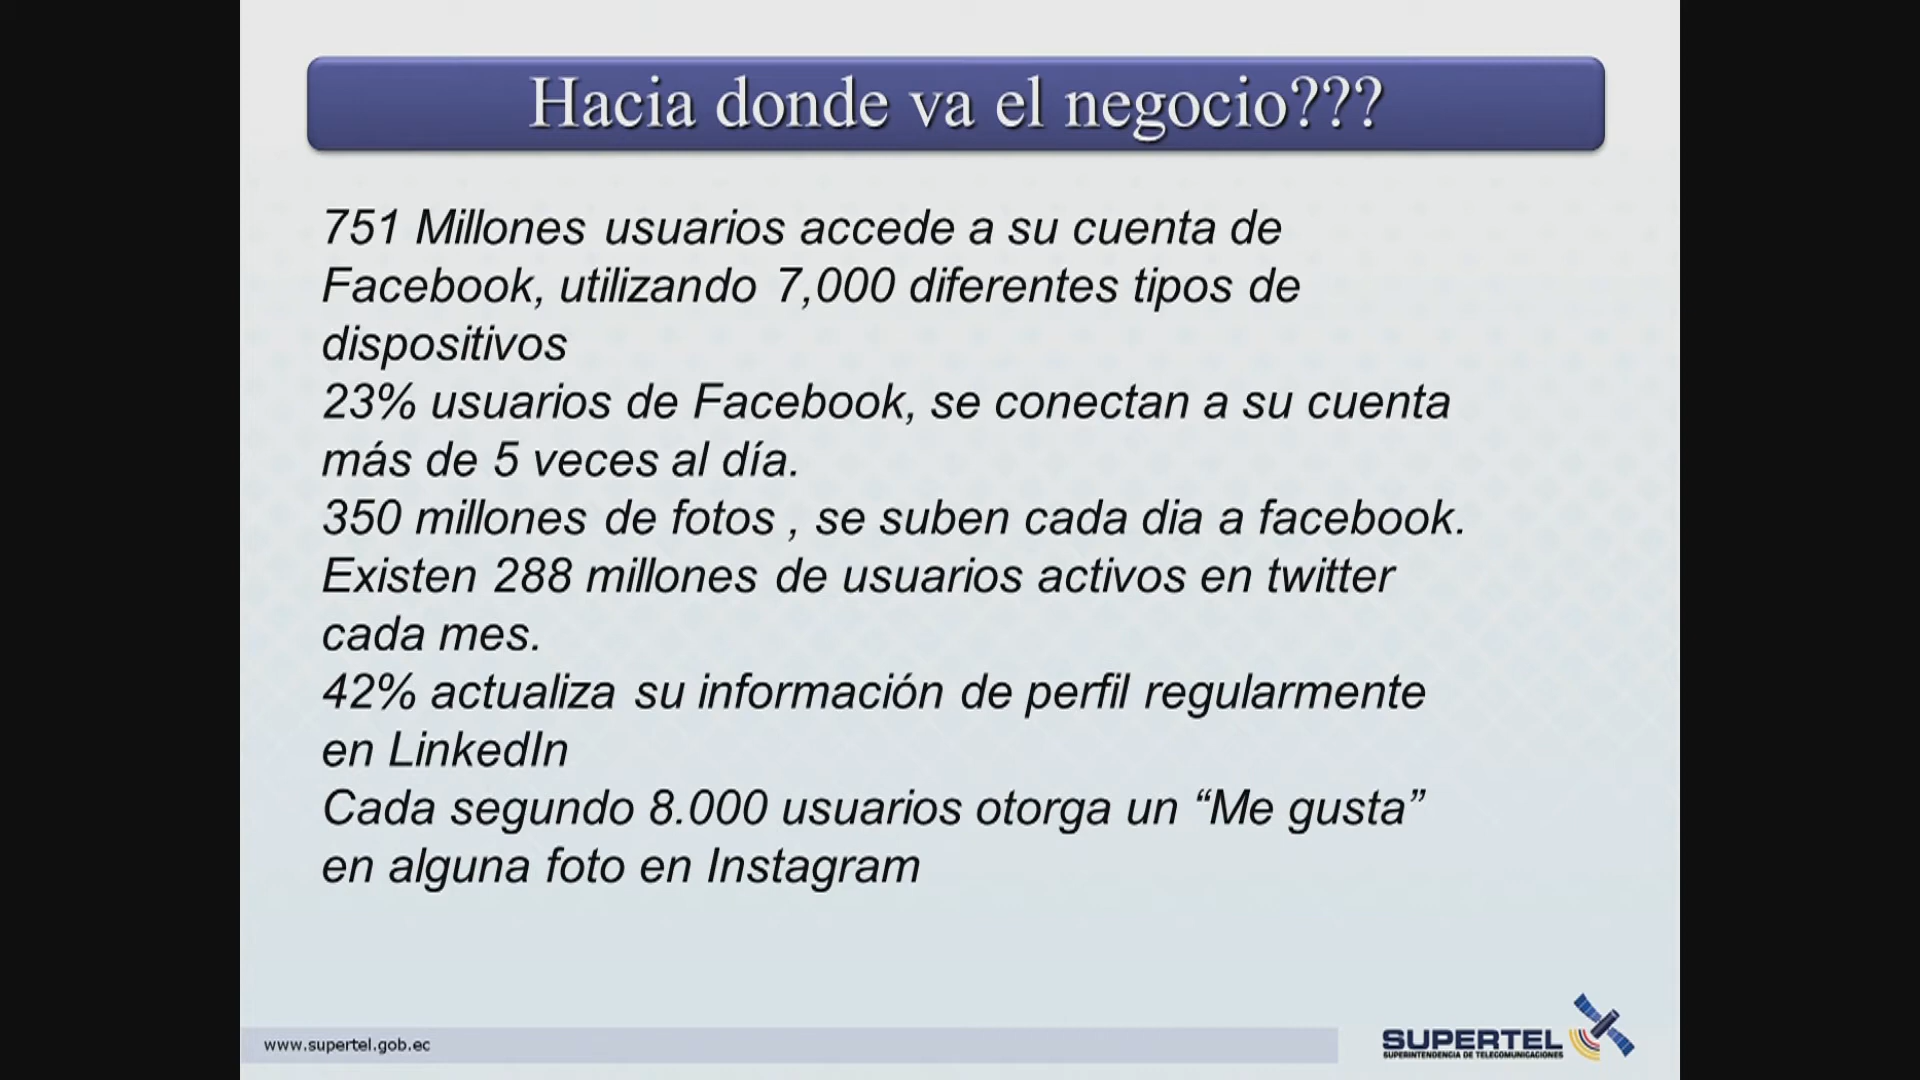 Hacia donde va el negocio???
751 Millones usuarios accede a su cuenta de
Facebook, utilizando 7,000 diferentes tipos de
dispositivos
23% usuarios de Facebook, se conectan a su cuenta
más de 5 veces al día.
350 millones de fotos , se suben cada dia a facebook.
Existen 288 millones de usuarios activos en twitter
cada mes.
42% actualiza su información de perfil regularmente
en LinkedIn
Cada segundo 8.000 usuarios otorga un “Me gusta”
en alguna foto en Instagram
www.supertel.gob.ec
SUPERTEL
SUPERINTENDENCIA DE TELECOMUNICACIONES